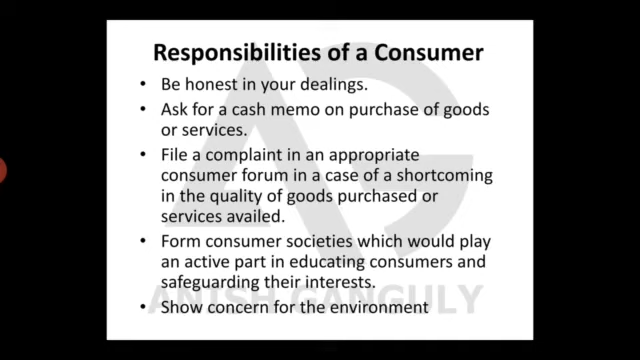 Responsibilities of a Consumer
• Be honest in your dealings.
• Ask for a cash memo on purchase of goods
or services.
• File a complaint in an appropriate
consumer forum in a case of a shortcoming
in the quality of goods purchased or
services availed.
• Form consumer societies which would play
an active part in educating consumers and
safeguarding their interests.
ANISH GANGULY
• Show concern for the environment